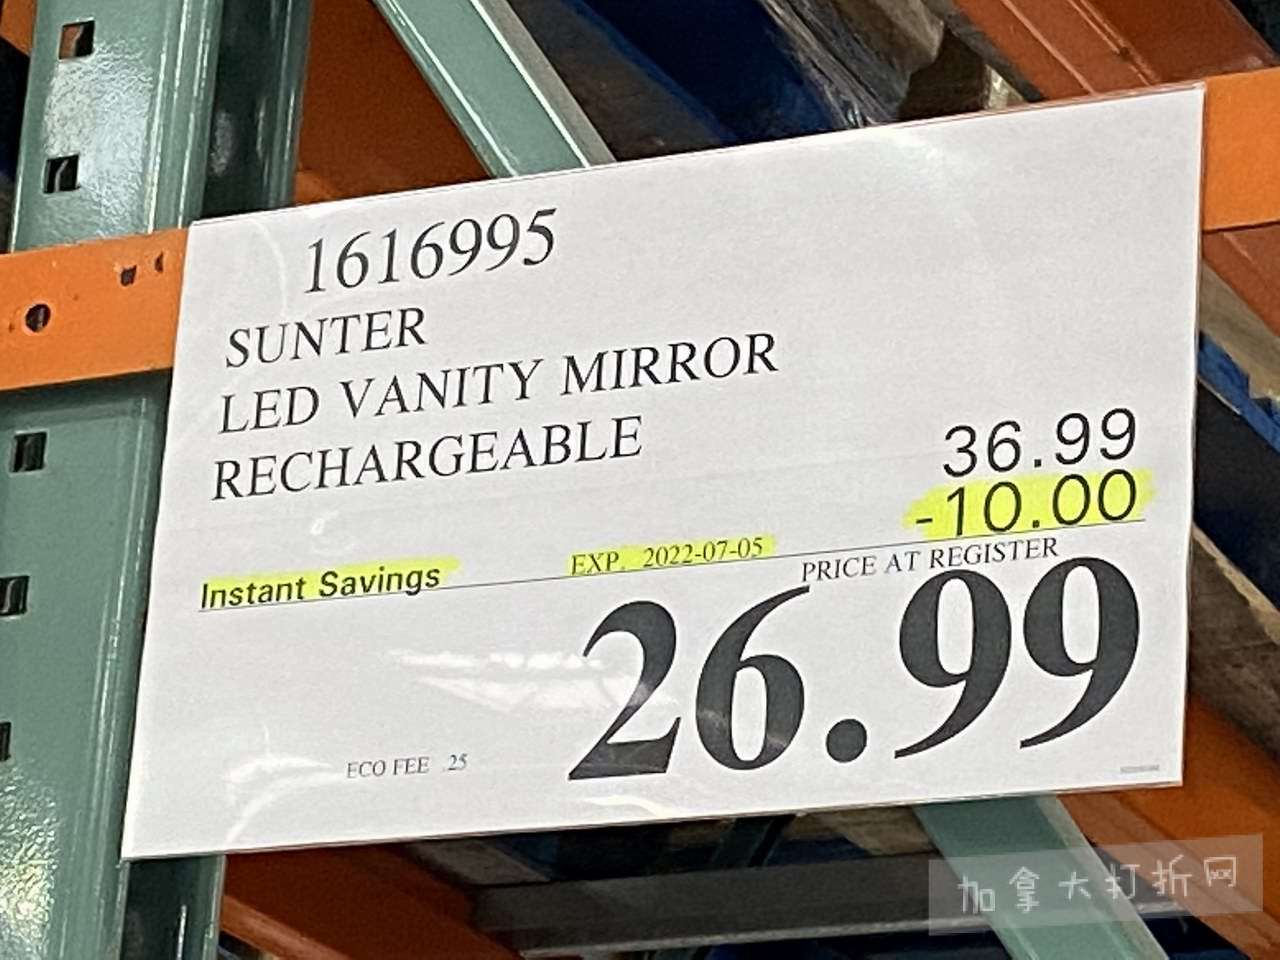 1616995
SUNTER
LED VANITY MIRROR
RECHARGEABLE
36.99
-10.00
Instant Savings
EXP. 2022-07-05
PRICE AT REGISTER
26.99
ECO FEE .25
加拿大打折网